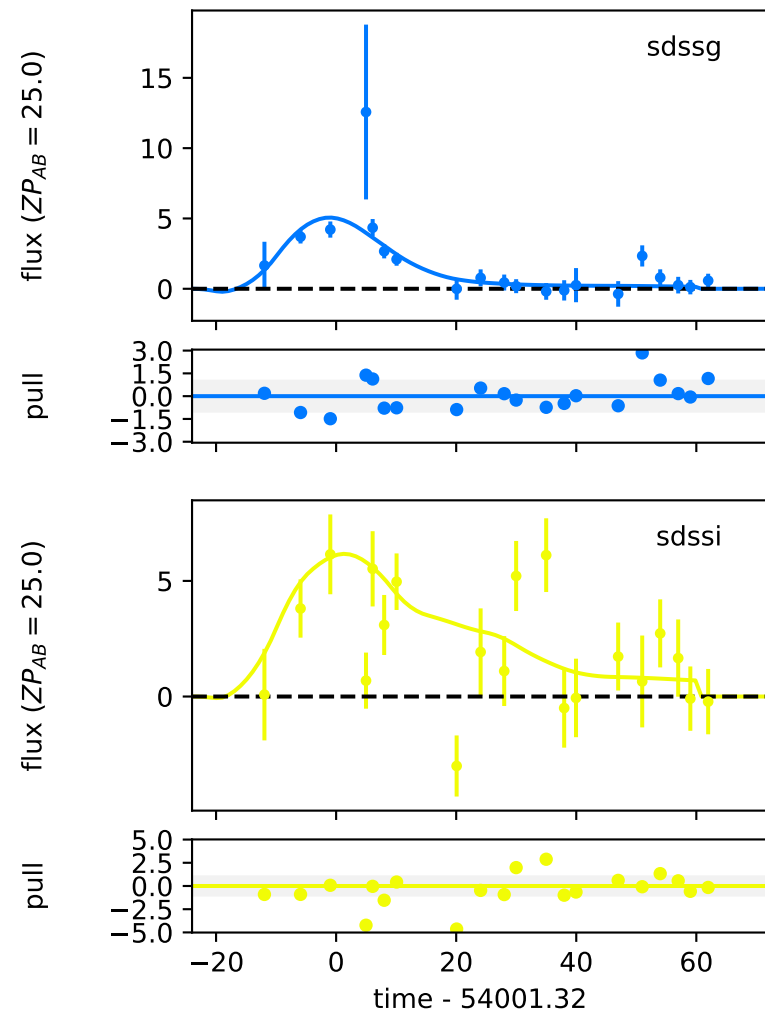 sdssg
flux (ZP_AB = 25.0)
15
10
5
0
pull
3.0
1.5
0.0
−1.5
−3.0
sdssi
flux (ZP_AB = 25.0)
5
0
pull
5.0
2.5
0.0
−2.5
−5.0
−20 0 20 40 60
time - 54001.32